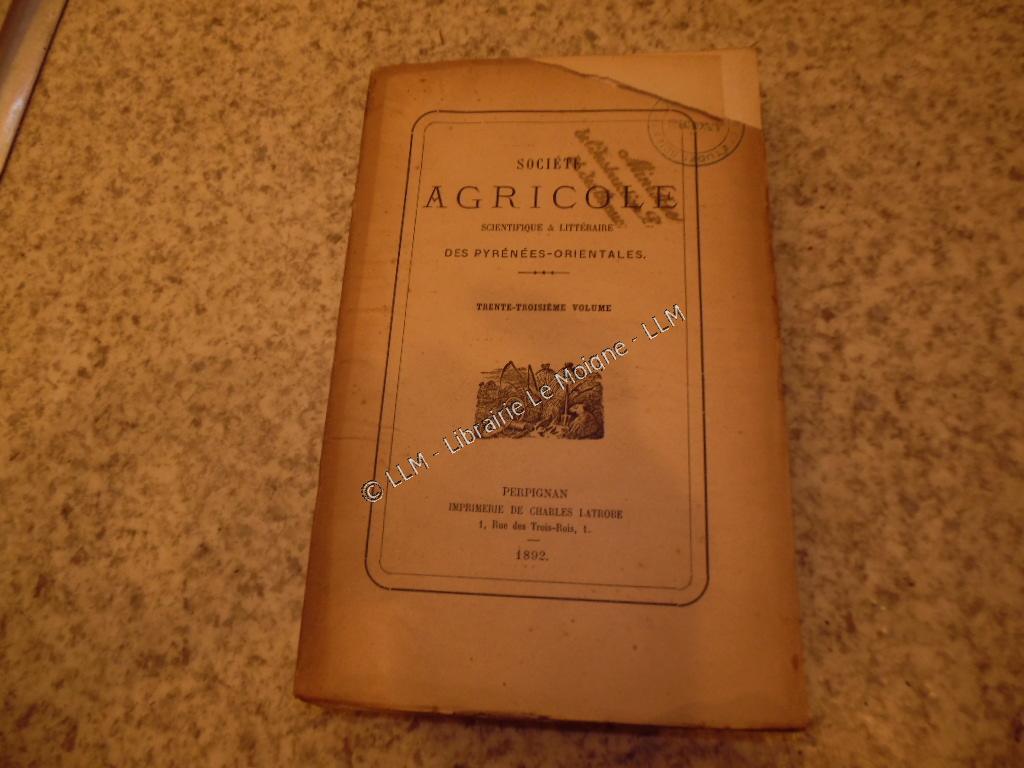 SOCIÉTÉ
AGRICOLE
SCIENTIFIQUE & LITTÉRAIRE
DES PYRÉNÉES-ORIENTALES.
TRENTE-TROISIÈME VOLUME
© LLM - Librairie Le Moigne - LLM
PERPIGNAN
IMPRIMERIE DE CHARLES LATROBE
1, Rue des Trois-Rois, 1.
1892.